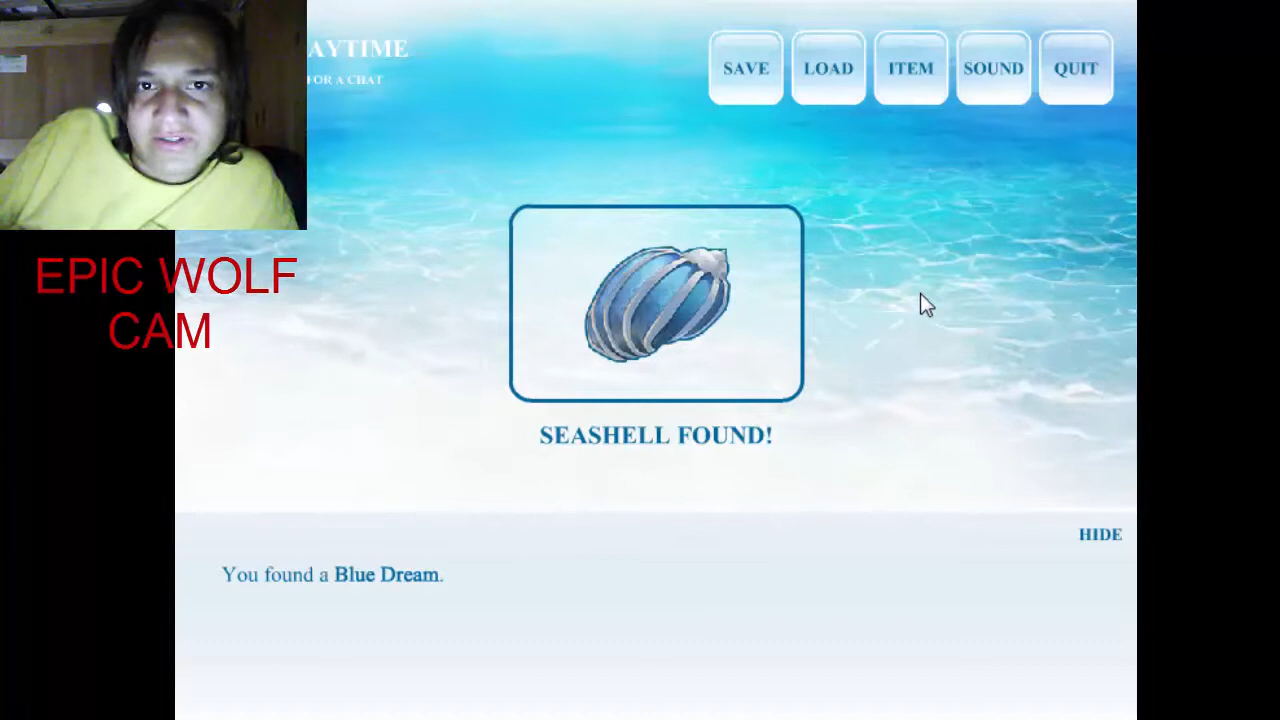 AYTIME
FOR A CHAT
SAVE
LOAD
ITEM
SOUND
QUIT
EPIC WOLF
CAM
SEASHELL FOUND!
HIDE
You found a Blue Dream.